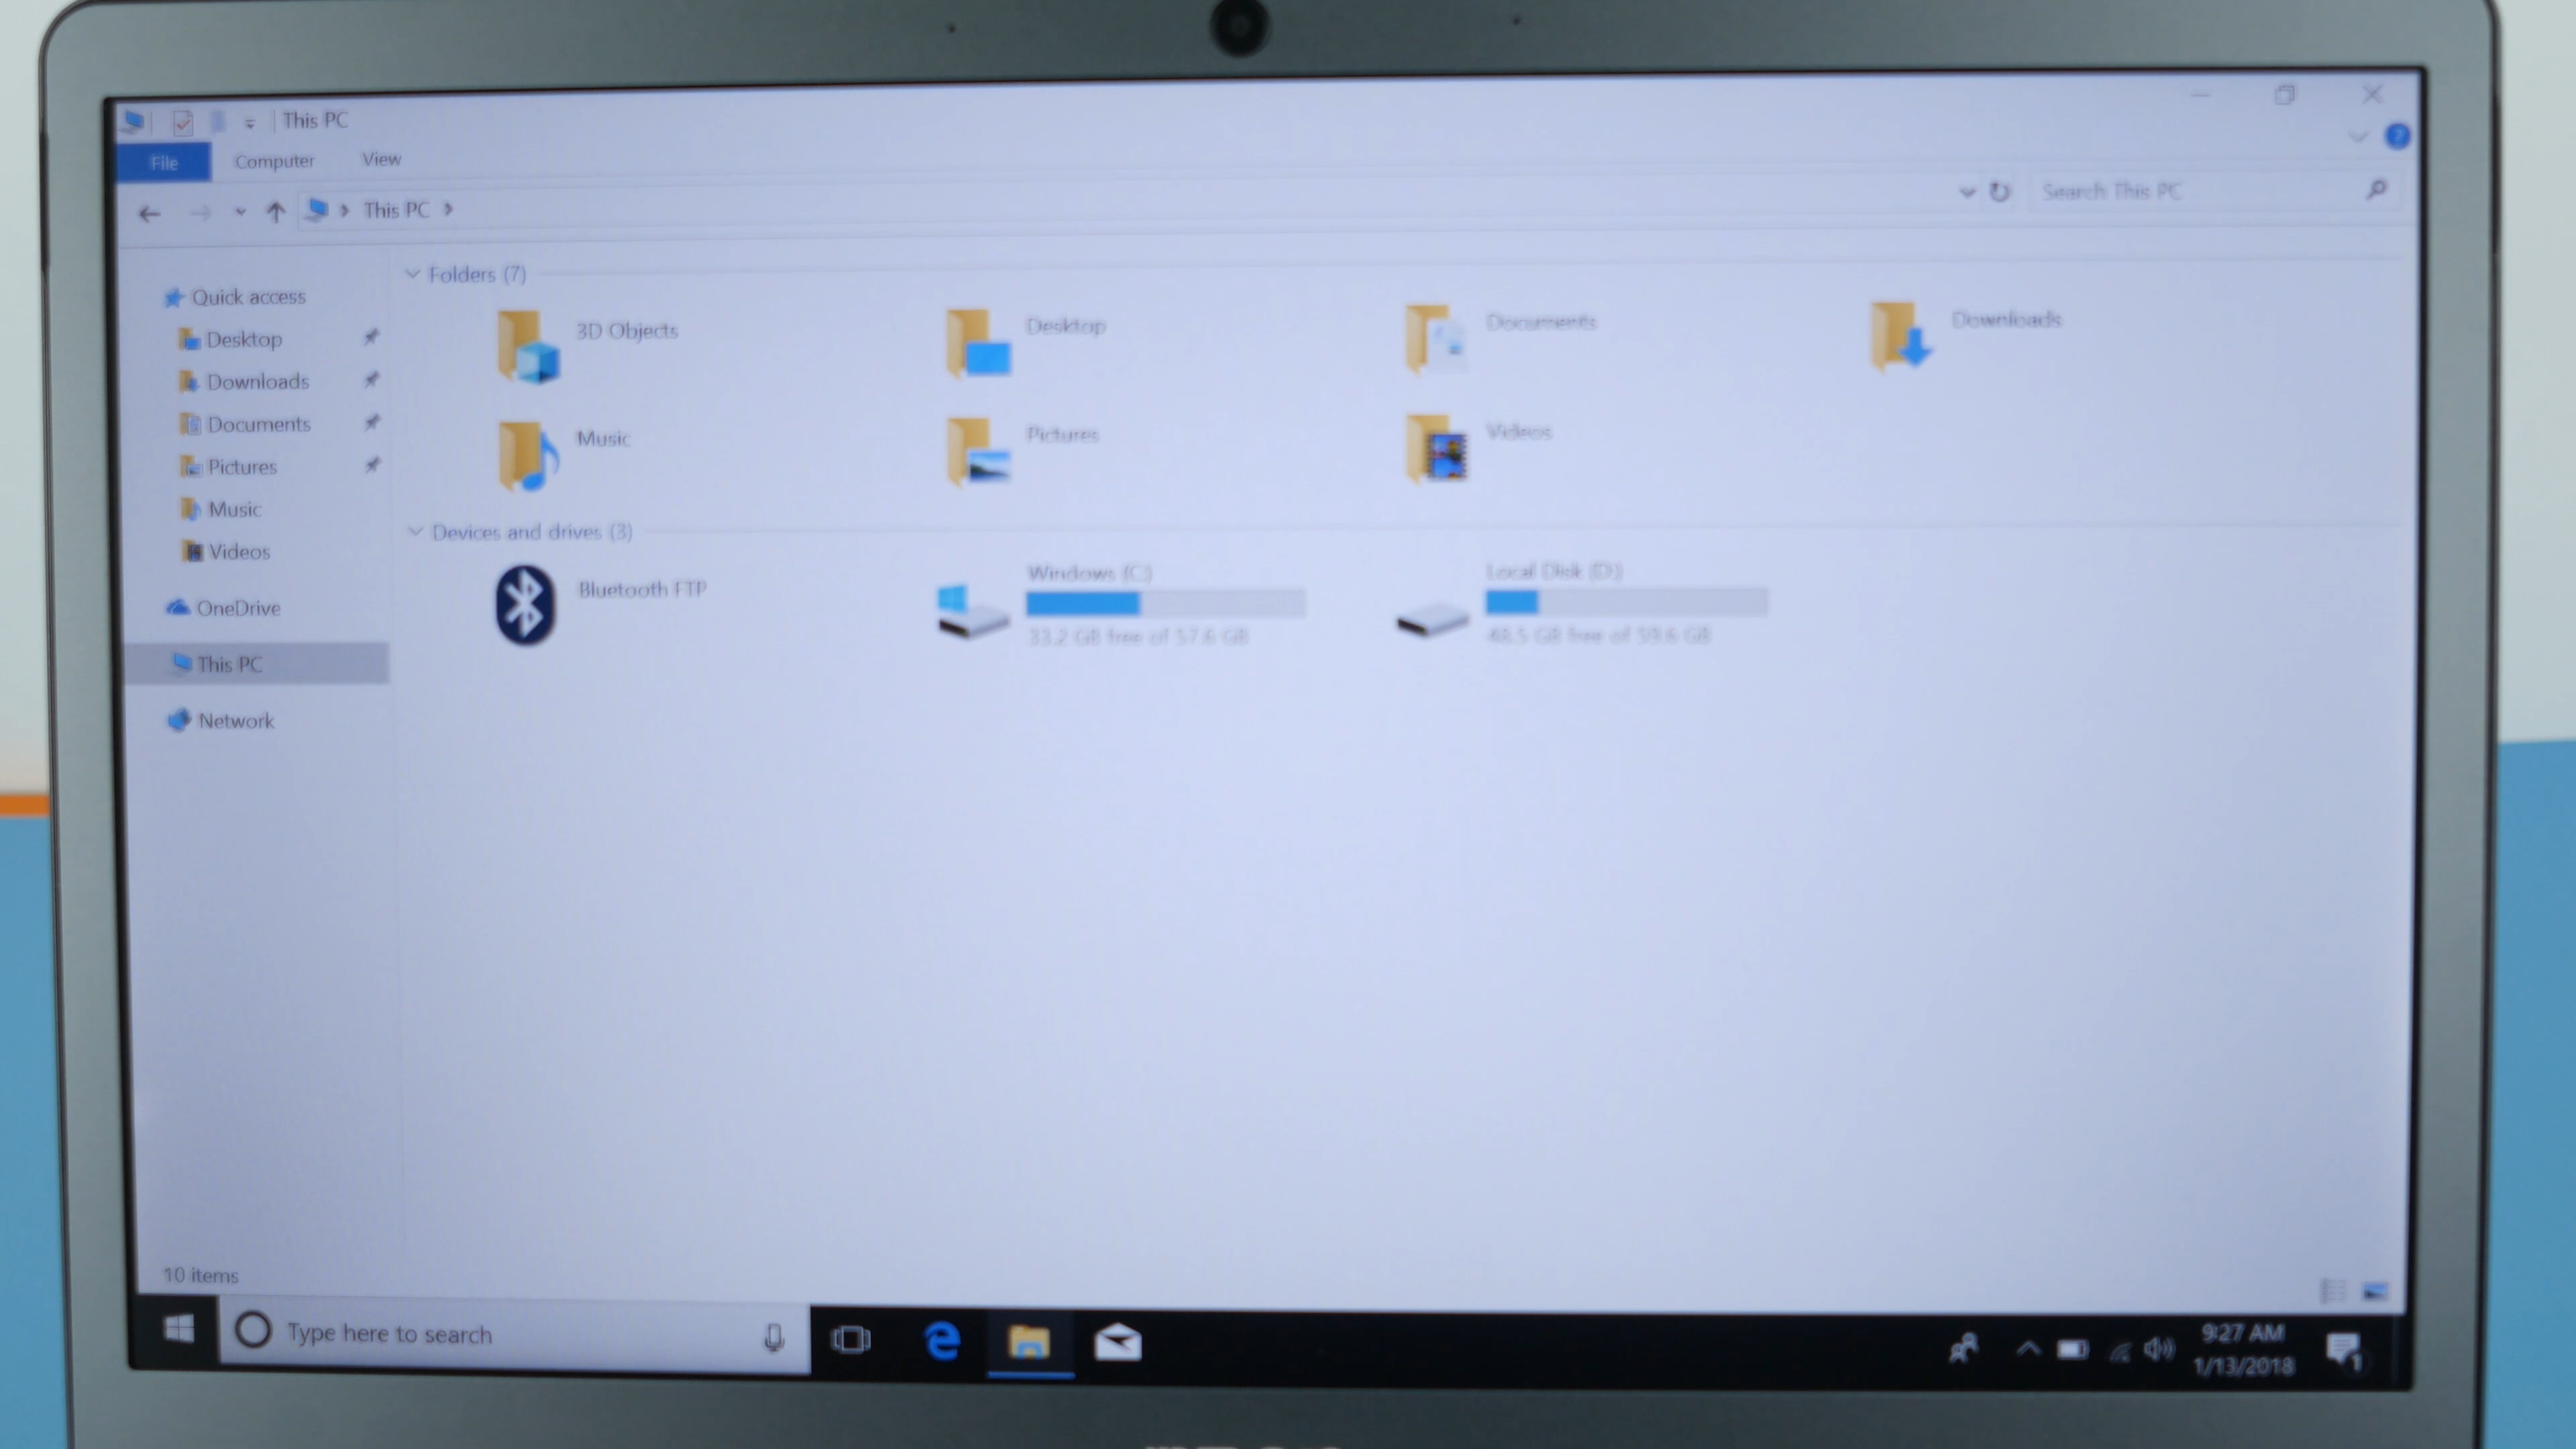 This PC
File Computer View
This PC
Search This PC
Quick access
Desktop
Downloads
Documents
Pictures
Music
Videos
OneDrive
This PC
Network
Folders (7)
3D Objects
Desktop
Documents
Downloads
Music
Pictures
Videos
Devices and drives (3)
Bluetooth FTP
Windows (C:)
33.2 GB free of 57.6 GB
Local Disk (D:)
48.5 GB free of 59.6 GB
10 items
Type here to search
9:27 AM
1/13/2018
1